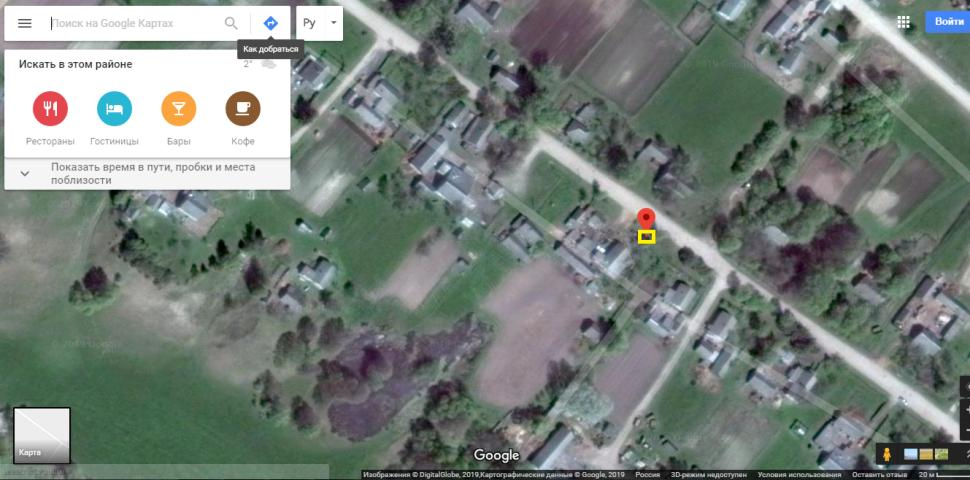 Поиск на Google Картах
Ру
Войти
Как добраться
Искать в этом районе
2°
Рестораны
Гостиницы
Бары
Кофе
Показать время в пути, пробки и места
поблизости
Карта
Google
Изображения © DigitalGlobe, 2019,Картографические данные © Google, 2019 Россия 3D-режим недоступен Условия использования Оставить отзыв 20 м